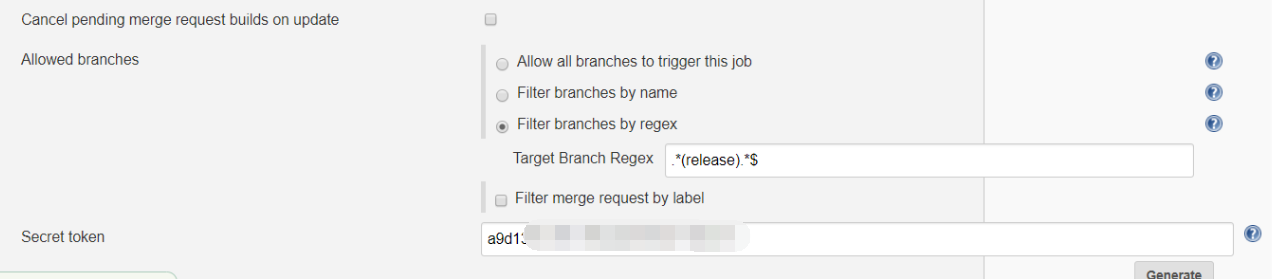 Cancel pending merge request builds on update
Allowed branches
Allow all branches to trigger this job
Filter branches by name
Filter branches by regex
Target Branch Regex .*(release).*$
Filter merge request by label
Secret token a9d13
Generate